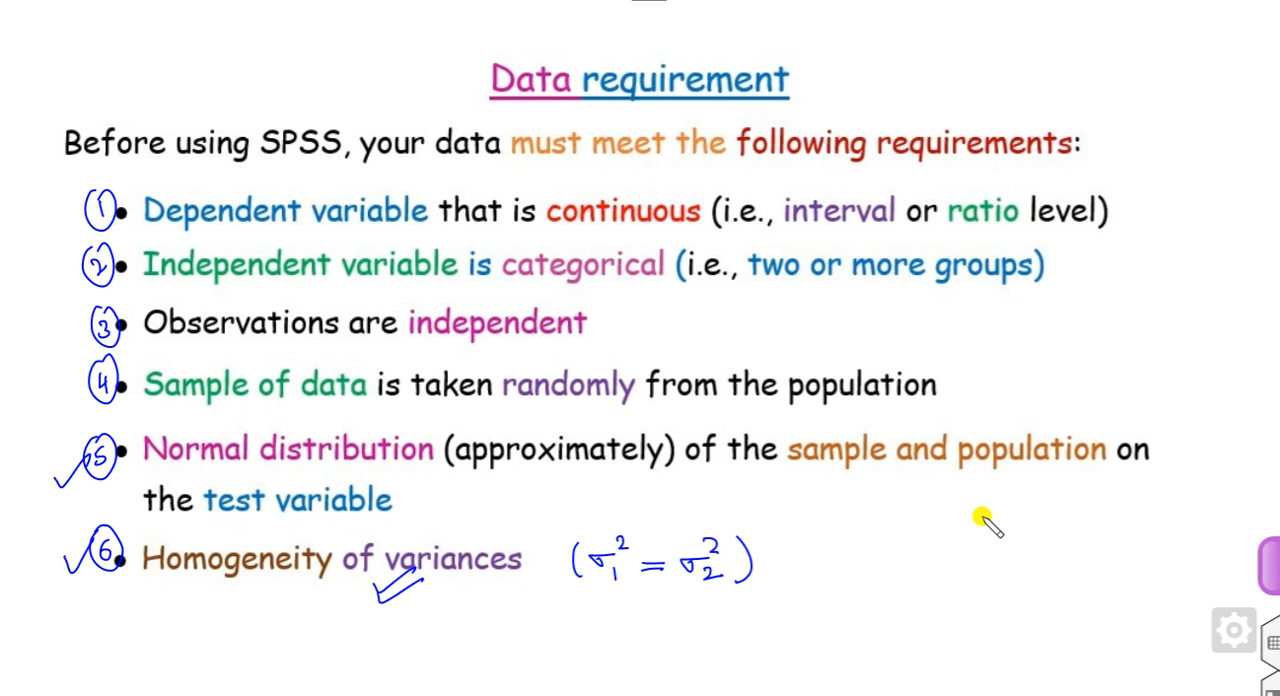 Data requirement
Before using SPSS, your data must meet the following requirements:
1 • Dependent variable that is continuous (i.e., interval or ratio level)
2 • Independent variable is categorical (i.e., two or more groups)
3 • Observations are independent
4 • Sample of data is taken randomly from the population
5 • Normal distribution (approximately) of the sample and population on
the test variable
6 • Homogeneity of variances (σ₁² = σ₂²)